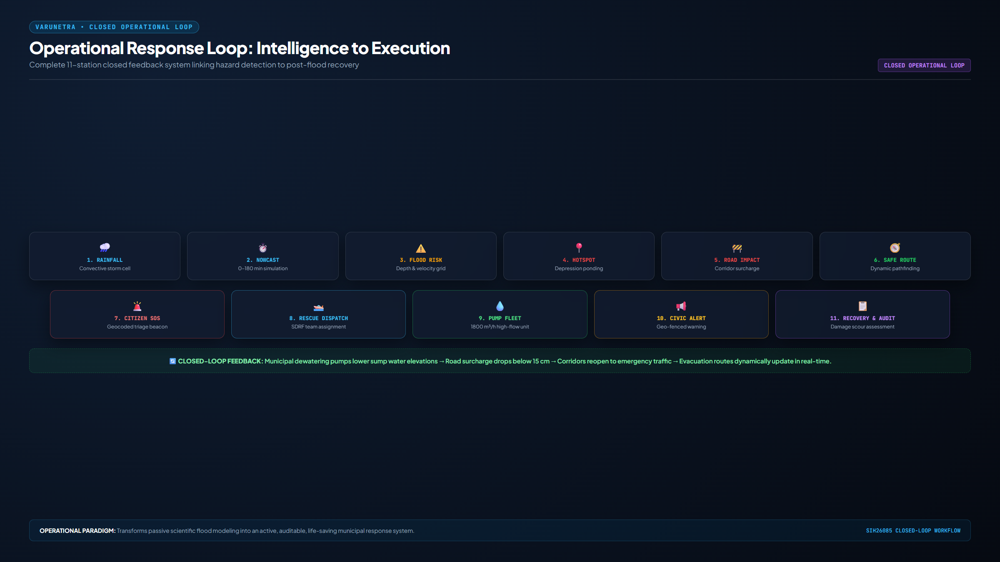 VARUNETRA • CLOSED OPERATIONAL LOOP
Operational Response Loop: Intelligence to Execution
Complete 11-station closed feedback system linking hazard detection to post-flood recovery
CLOSED OPERATIONAL LOOP
1. RAINFALL
Convective storm cell
2. NOWCAST
0-180 min simulation
3. FLOOD RISK
Depth & velocity grid
4. HOTSPOT
Depression ponding
5. ROAD IMPACT
Corridor surcharge
6. SAFE ROUTE
Dynamic pathfinding
7. CITIZEN SOS
Geocoded triage beacon
8. RESCUE DISPATCH
SDRF team assignment
9. PUMP FLEET
1800 m³/h high-flow unit
10. CIVIC ALERT
Geo-fenced warning
11. RECOVERY & AUDIT
Damage scour assessment
CLOSED-LOOP FEEDBACK: Municipal dewatering pumps lower sump water elevations → Road surcharge drops below 15 cm → Corridors reopen to emergency traffic → Evacuation routes dynamically update in real-time.
OPERATIONAL PARADIGM: Transforms passive scientific flood modeling into an active, auditable, life-saving municipal response system.
SIH26085 CLOSED-LOOP WORKFLOW